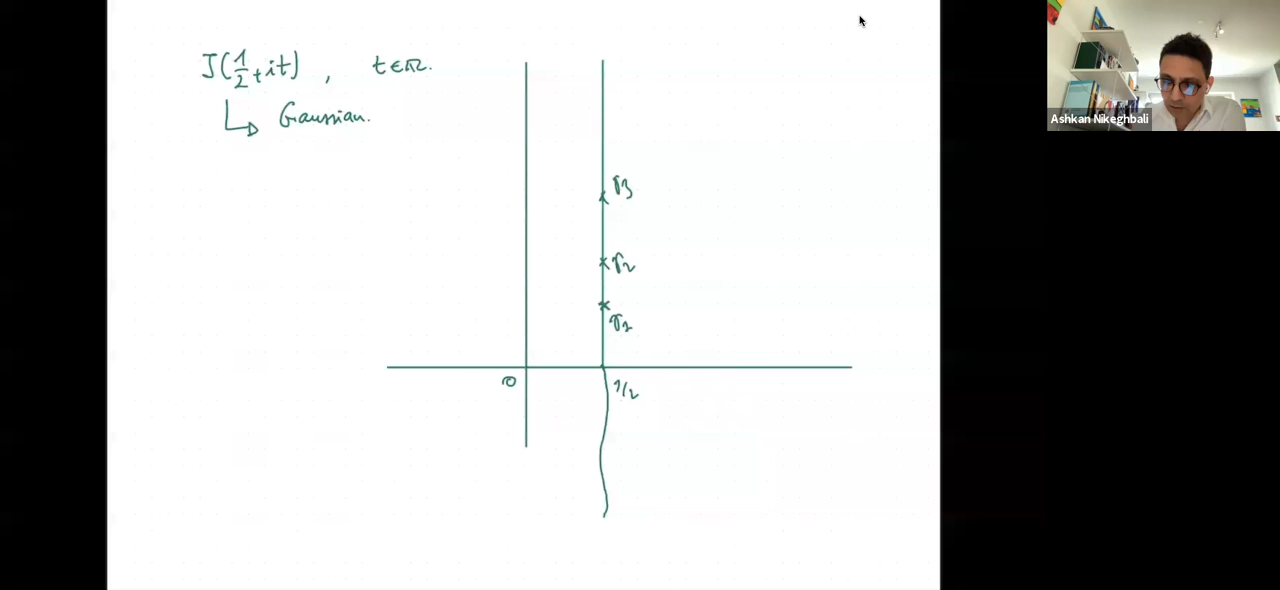 ζ(1/2+it) , t∈ℝ.
↳ Gaussian.
γ3
γ2
γ1
0 1/2
Ashkan Nikeghbali